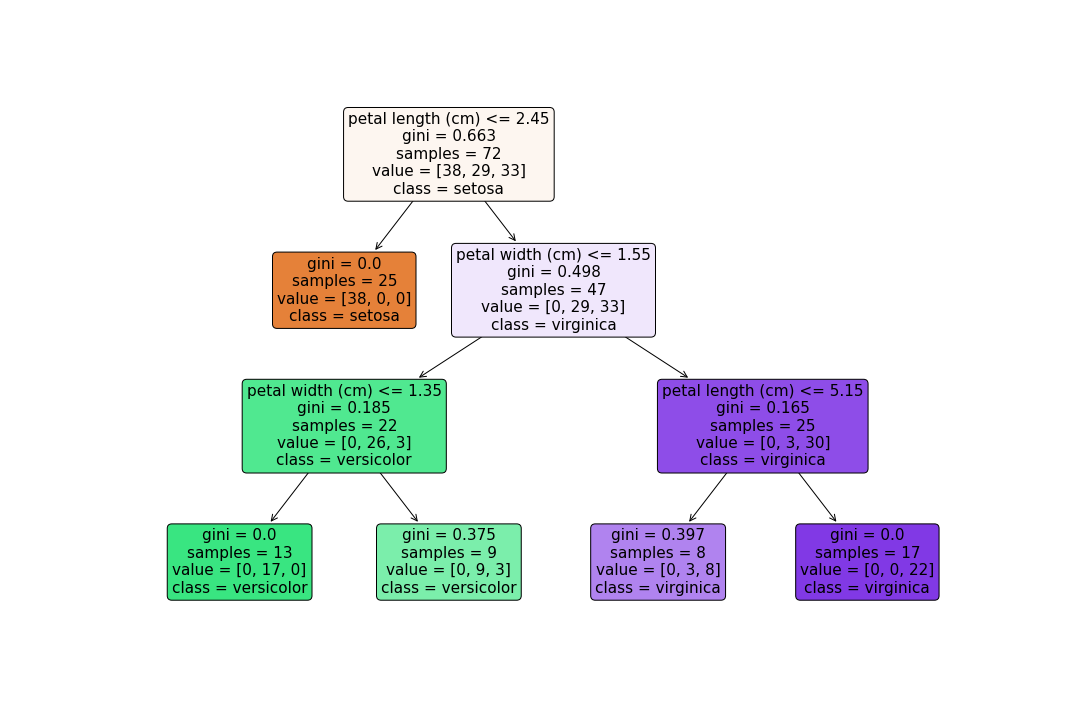 petal length (cm) <= 2.45
gini = 0.663
samples = 72
value = [38, 29, 33]
class = setosa
gini = 0.0
samples = 25
value = [38, 0, 0]
class = setosa
petal width (cm) <= 1.55
gini = 0.498
samples = 47
value = [0, 29, 33]
class = virginica
petal width (cm) <= 1.35
gini = 0.185
samples = 22
value = [0, 26, 3]
class = versicolor
petal length (cm) <= 5.15
gini = 0.165
samples = 25
value = [0, 3, 30]
class = virginica
gini = 0.0
samples = 13
value = [0, 17, 0]
class = versicolor
gini = 0.375
samples = 9
value = [0, 9, 3]
class = versicolor
gini = 0.397
samples = 8
value = [0, 3, 8]
class = virginica
gini = 0.0
samples = 17
value = [0, 0, 22]
class = virginica